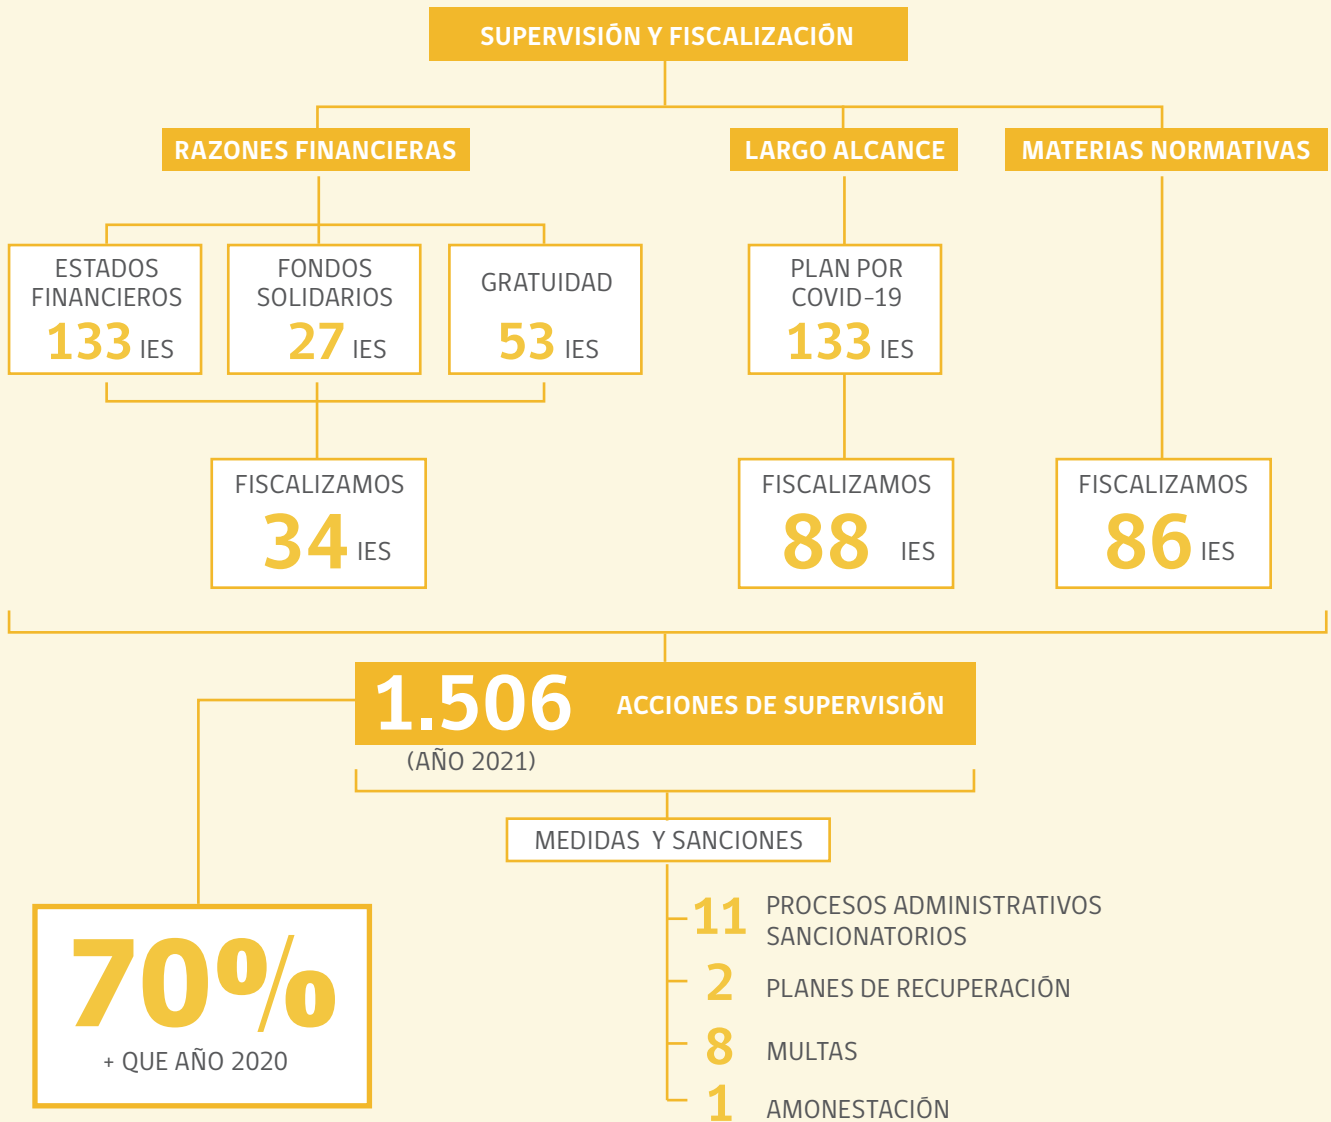 SUPERVISIÓN Y FISCALIZACIÓN
RAZONES FINANCIERAS
LARGO ALCANCE
MATERIAS NORMATIVAS
ESTADOS
FINANCIEROS
133 IES
FONDOS
SOLIDARIOS
27 IES
GRATUIDAD
53 IES
PLAN POR
COVID-19
133 IES
FISCALIZAMOS
34 IES
FISCALIZAMOS
88 IES
FISCALIZAMOS
86 IES
1.506 ACCIONES DE SUPERVISIÓN
(AÑO 2021)
MEDIDAS Y SANCIONES
11 PROCESOS ADMINISTRATIVOS
SANCIONATORIOS
2 PLANES DE RECUPERACIÓN
8 MULTAS
1 AMONESTACIÓN
70%
+ QUE AÑO 2020